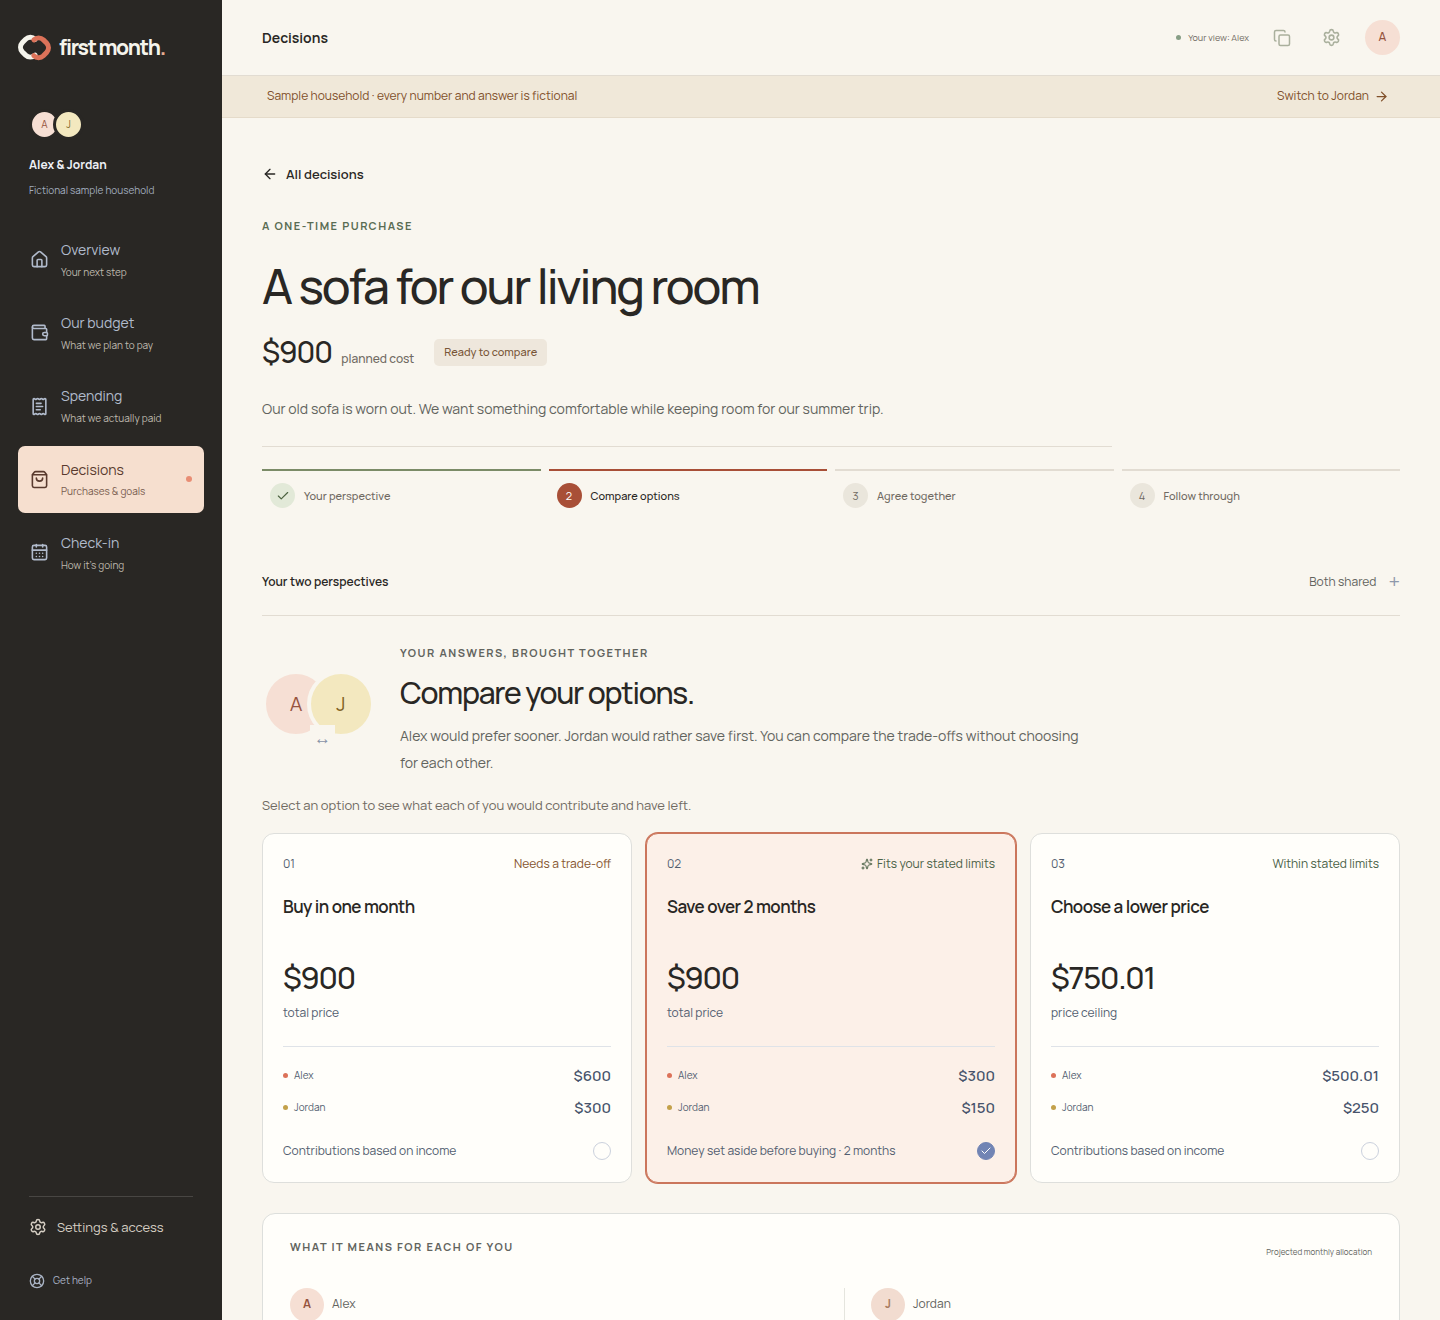 first month.
Decisions
Your view: Alex
A
Sample household · every number and answer is fictional
Switch to Jordan
A J
Alex & Jordan
Fictional sample household
Overview
Your next step
Our budget
What we plan to pay
Spending
What we actually paid
Decisions
Purchases & goals
Check-in
How it's going
Settings & access
Get help
All decisions
A ONE-TIME PURCHASE
A sofa for our living room
$900 planned cost
Ready to compare
Our old sofa is worn out. We want something comfortable while keeping room for our summer trip.
Your perspective
2 Compare options
3 Agree together
4 Follow through
Your two perspectives
Both shared +
A J
YOUR ANSWERS, BROUGHT TOGETHER
Compare your options.
Alex would prefer sooner. Jordan would rather save first. You can compare the trade-offs without choosing
for each other.
Select an option to see what each of you would contribute and have left.
01 Needs a trade-off
Buy in one month
$900
total price
Alex $600
Jordan $300
Contributions based on income
02 Fits your stated limits
Save over 2 months
$900
total price
Alex $300
Jordan $150
Money set aside before buying · 2 months
03 Within stated limits
Choose a lower price
$750.01
price ceiling
Alex $500.01
Jordan $250
Contributions based on income
WHAT IT MEANS FOR EACH OF YOU
Projected monthly allocation
A Alex
J Jordan